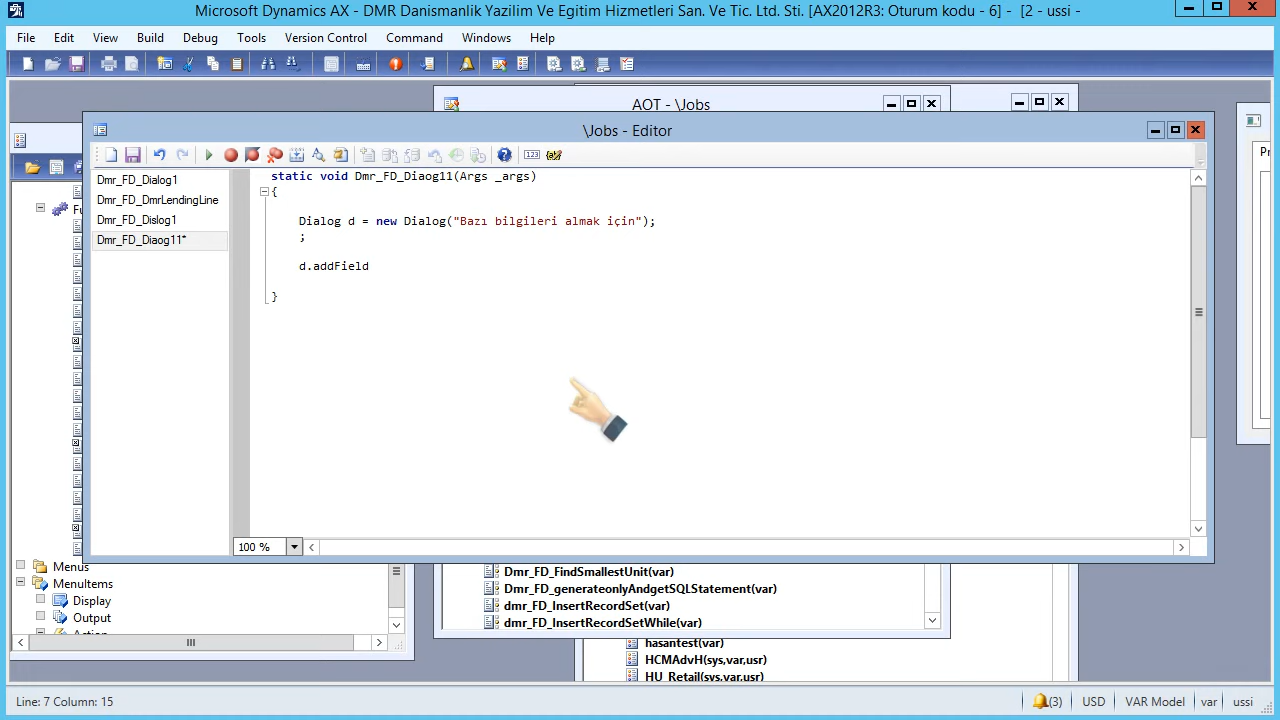 Microsoft Dynamics AX - DMR Danismanlik Yazilim Ve Egitim Hizmetleri San. Ve Tic. Ltd. Sti. [AX2012R3: Oturum kodu - 6] - [2 - ussi -
File Edit View Build Debug Tools Version Control Command Windows Help
AOT - \Jobs
\Jobs - Editor
Dmr_FD_Dialog1
Dmr_FD_DmrLendingLine
Dmr_FD_Dislog1
Dmr_FD_Diaog11*
static void Dmr_FD_Diaog11(Args _args)
{
Dialog d = new Dialog("Bazı bilgileri almak için");
;
d.addField
}
100 %
Fu
Pr
Menus
MenuItems
Display
Output
Dmr_FD_FindSmallestUnit(var)
Dmr_FD_generateonlyAndgetSQLStatement(var)
dmr_FD_InsertRecordSet(var)
dmr_FD_InsertRecordSetWhile(var)
hasantest(var)
HCMAdvH(sys,var,usr)
HU_Retail(sys,var,usr)
Line: 7 Column: 15
(3) USD VAR Model var ussi